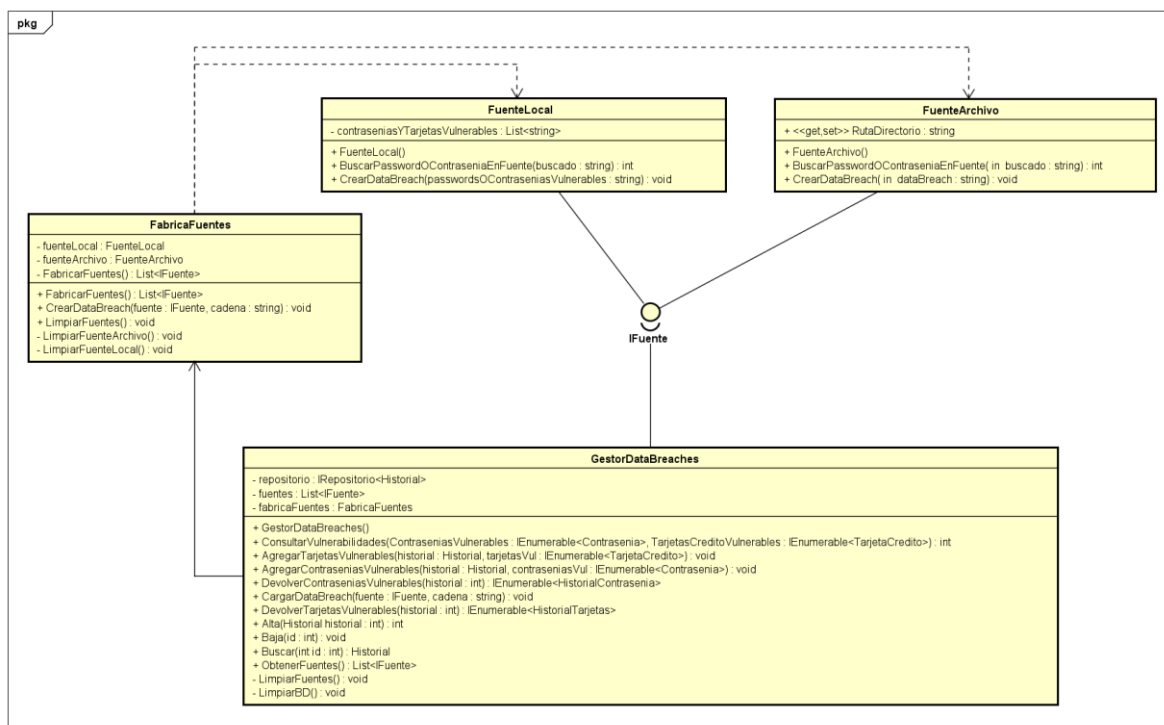 pkg
FuenteLocal
- contraseniasYTarjetasVulnerables : List<string>
+ FuenteLocal()
+ BuscarPasswordOContraseniaEnFuente(buscado : string) : int
+ CrearDataBreach(passwordsOContraseniasVulnerables : string) : void
FuenteArchivo
+ <<get,set>> RutaDirectorio : string
+ FuenteArchivo()
+ BuscarPasswordOContraseniaEnFuente( in buscado : string) : int
+ CrearDataBreach( in dataBreach : string) : void
FabricaFuentes
- fuenteLocal : FuenteLocal
- fuenteArchivo : FuenteArchivo
- FabricarFuentes() : List<IFuente>
+ FabricarFuentes() : List<IFuente>
+ CrearDataBreach(fuente : IFuente, cadena : string) : void
+ LimpiarFuentes() : void
- LimpiarFuenteArchivo() : void
- LimpiarFuenteLocal() : void
IFuente
GestorDataBreaches
- repositorio : IRepositorio<Historial>
- fuentes : List<IFuente>
- fabricaFuentes : FabricaFuentes
+ GestorDataBreaches()
+ ConsultarVulnerabilidades(ContraseniasVulnerables : IEnumerable<Contrasenia>, TarjetasCreditoVulnerables : IEnumerable<TarjetaCredito>) : int
+ AgregarTarjetasVulnerables(historial : Historial, tarjetasVul : IEnumerable<TarjetaCredito>) : void
+ AgregarContraseniasVulnerables(historial : Historial, contraseniasVul : IEnumerable<Contrasenia>) : void
+ DevolverContraseniasVulnerables(historial : int) : IEnumerable<HistorialContrasenia>
+ CargarDataBreach(fuente : IFuente, cadena : string) : void
+ DevolverTarjetasVulnerables(historial : int) : IEnumerable<HistorialTarjetas>
+ Alta(Historial historial : int) : int
+ Baja(id : int) : void
+ Buscar(int id : int) : Historial
+ ObtenerFuentes() : List<IFuente>
- LimpiarFuentes() : void
- LimpiarBD() : void